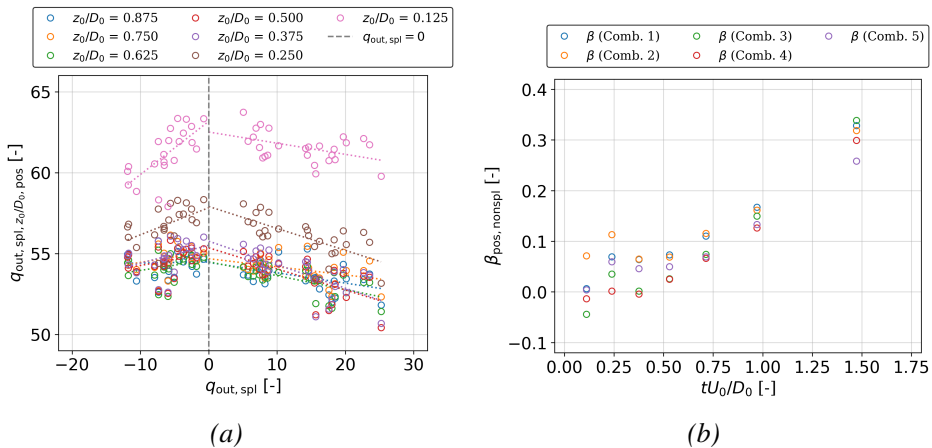 z₀/D₀ = 0.875 z₀/D₀ = 0.500 z₀/D₀ = 0.125
z₀/D₀ = 0.750 z₀/D₀ = 0.375 q_out,spl = 0
z₀/D₀ = 0.625 z₀/D₀ = 0.250
65
60
55
50
q_out,spl,z₀/D₀,pos [-]
−20 −10 0 10 20 30
q_out,spl [-]
(a)
β (Comb. 1) β (Comb. 3) β (Comb. 5)
β (Comb. 2) β (Comb. 4)
0.4
0.3
0.2
0.1
0.0
−0.1
β_pos,nonspl [-]
0.00 0.25 0.50 0.75 1.00 1.25 1.50 1.75
tU₀/D₀ [-]
(b)